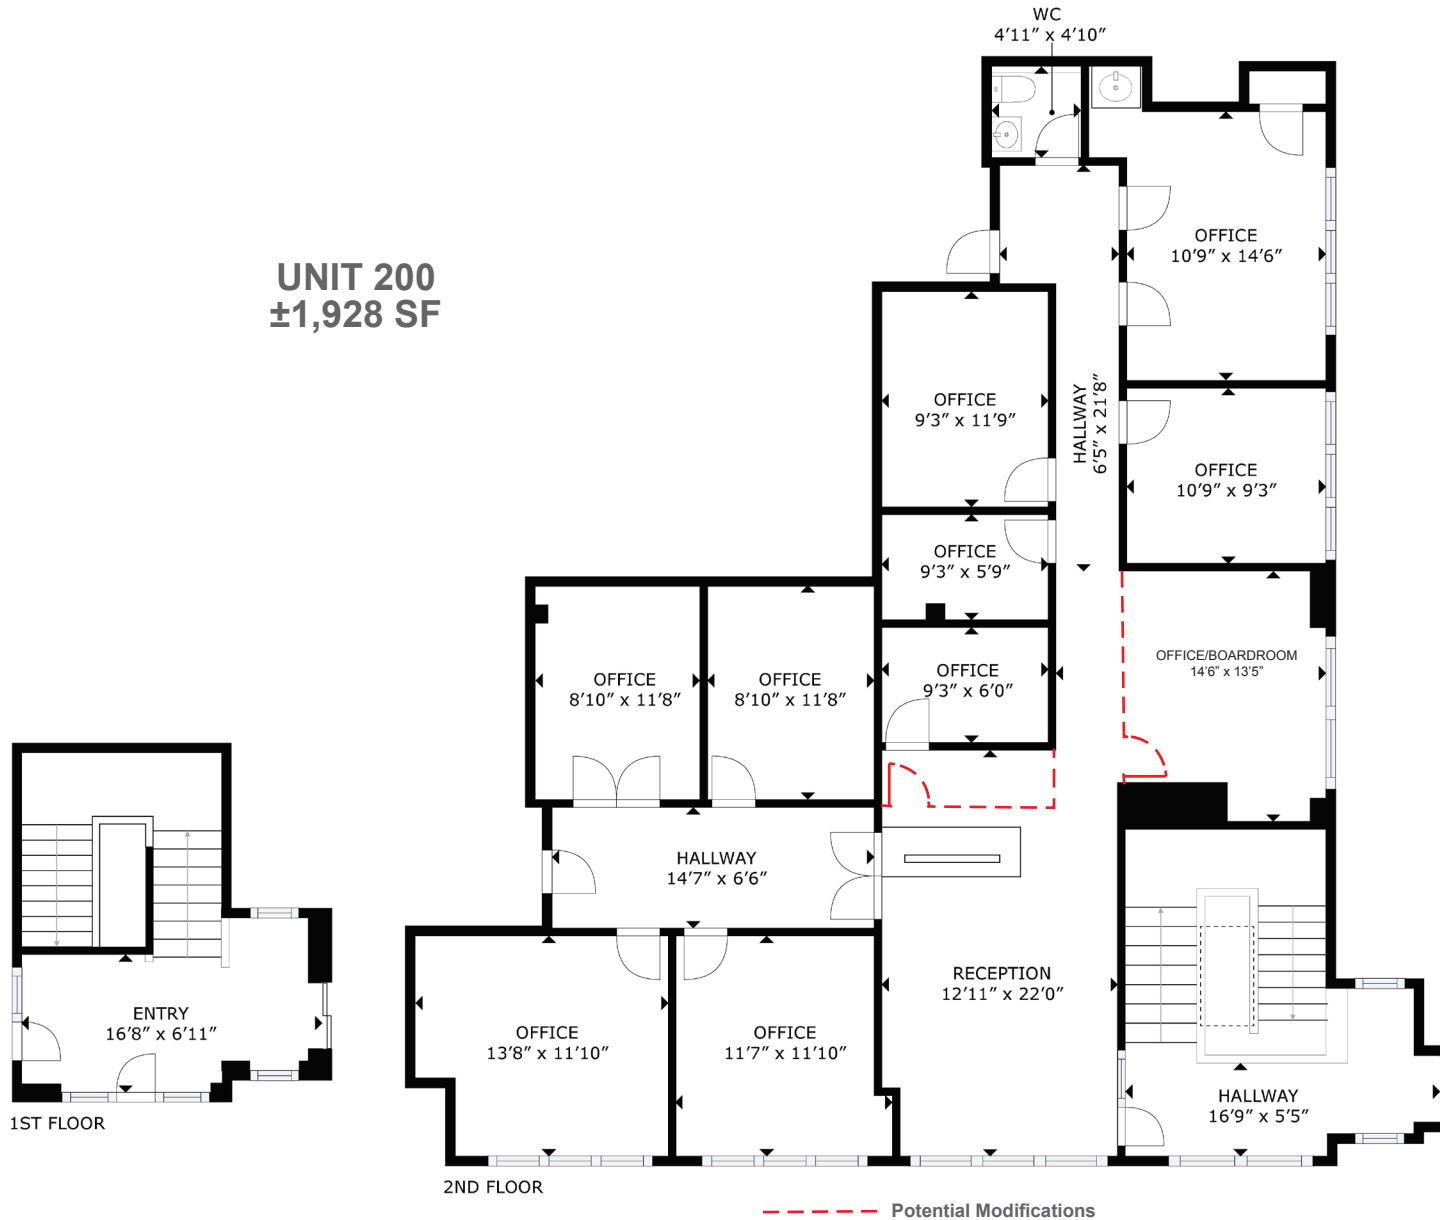 WC
4'11" x 4'10"
UNIT 200
±1,928 SF
OFFICE
10'9" x 14'6"
OFFICE
9'3" x 11'9"
HALLWAY
6'5" x 21'8"
OFFICE
10'9" x 9'3"
OFFICE
9'3" x 5'9"
OFFICE
9'3" x 6'0"
OFFICE/BOARDROOM
14'6" x 13'5"
OFFICE
8'10" x 11'8"
OFFICE
8'10" x 11'8"
HALLWAY
14'7" x 6'6"
RECEPTION
12'11" x 22'0"
ENTRY
16'8" x 6'11"
OFFICE
13'8" x 11'10"
OFFICE
11'7" x 11'10"
HALLWAY
16'9" x 5'5"
1ST FLOOR
2ND FLOOR
Potential Modifications